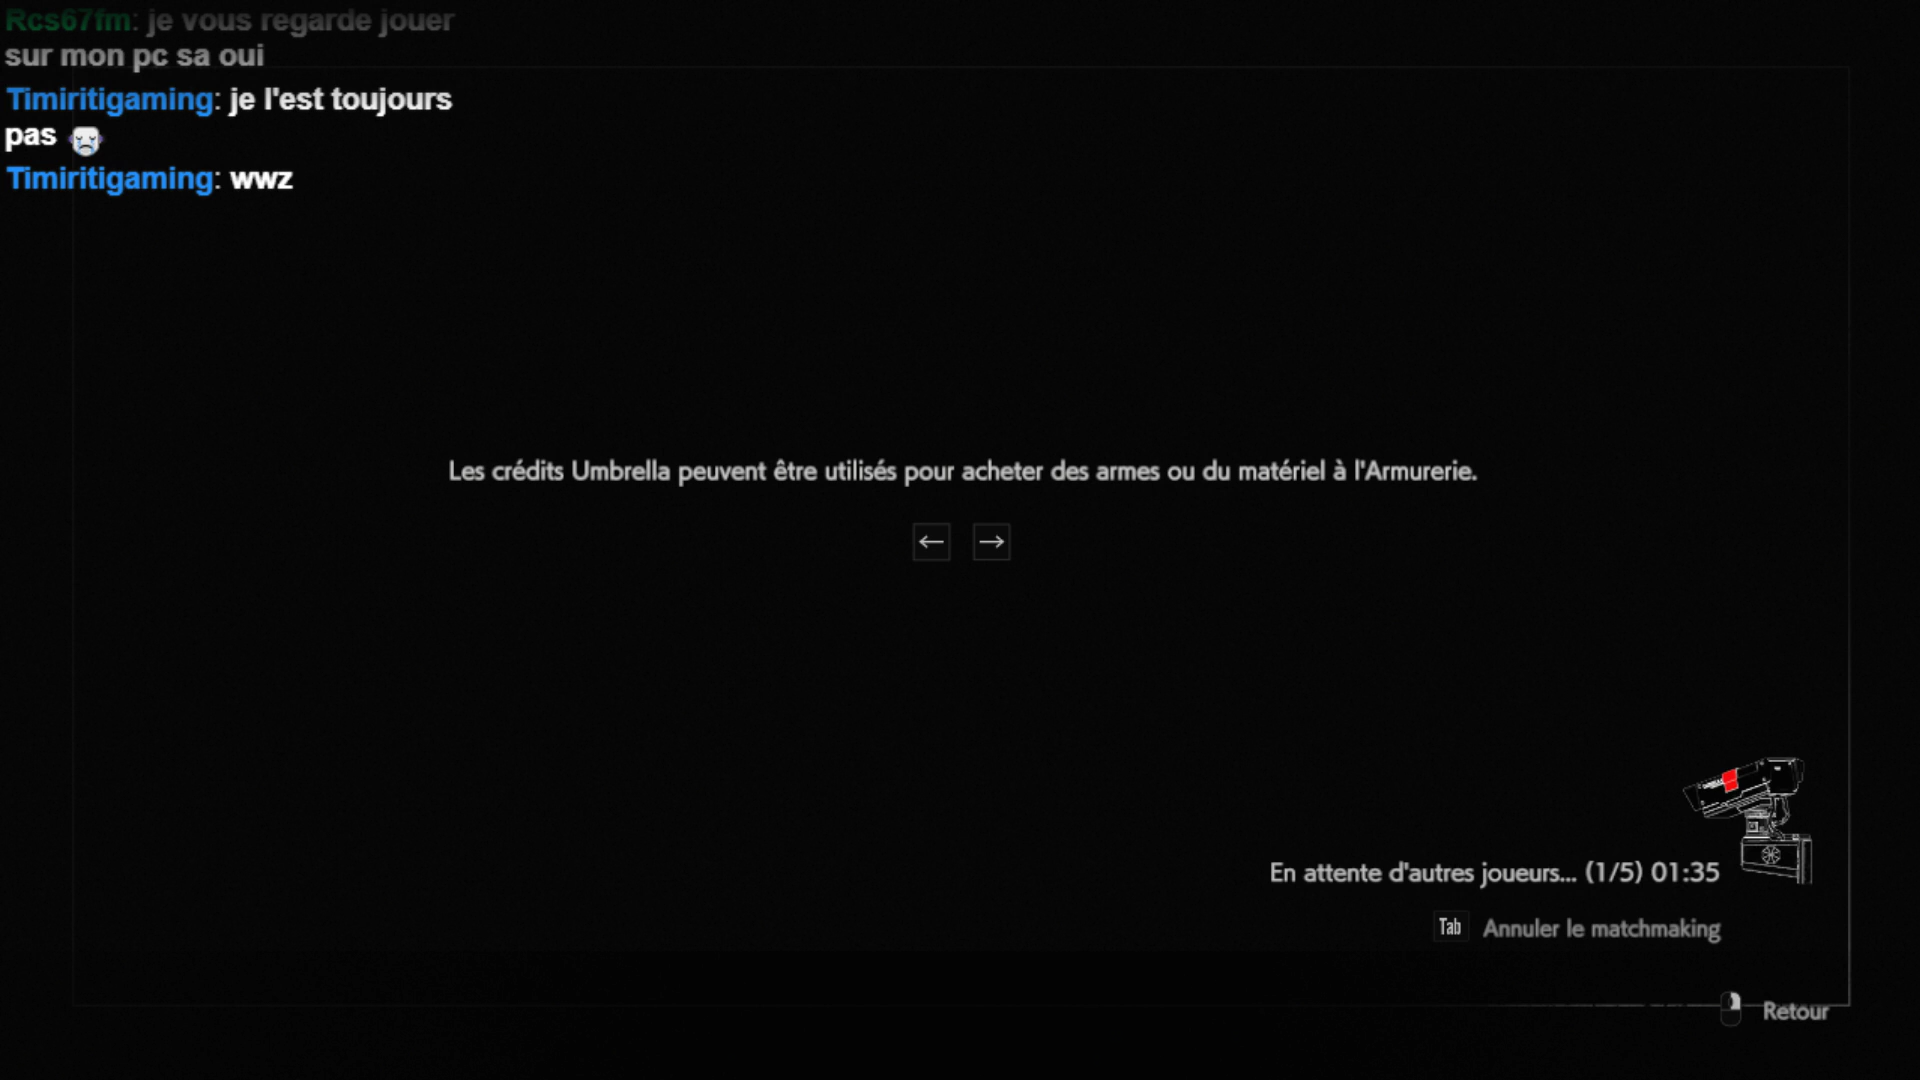 Rcs67fm: je vous regarde jouer
sur mon pc sa oui
Timiritigaming: je l'est toujours
pas
Timiritigaming: wwz
Les crédits Umbrella peuvent être utilisés pour acheter des armes ou du matériel à l'Armurerie.
← →
En attente d'autres joueurs... (1/5) 01:35
Tab Annuler le matchmaking
Retour